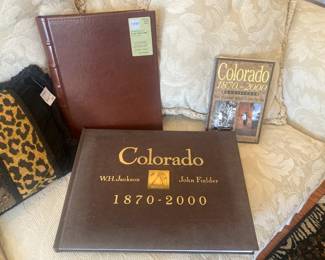 Colorado
1870-2000
Colorado
W.H. Jackson John Fielder
1870-2000